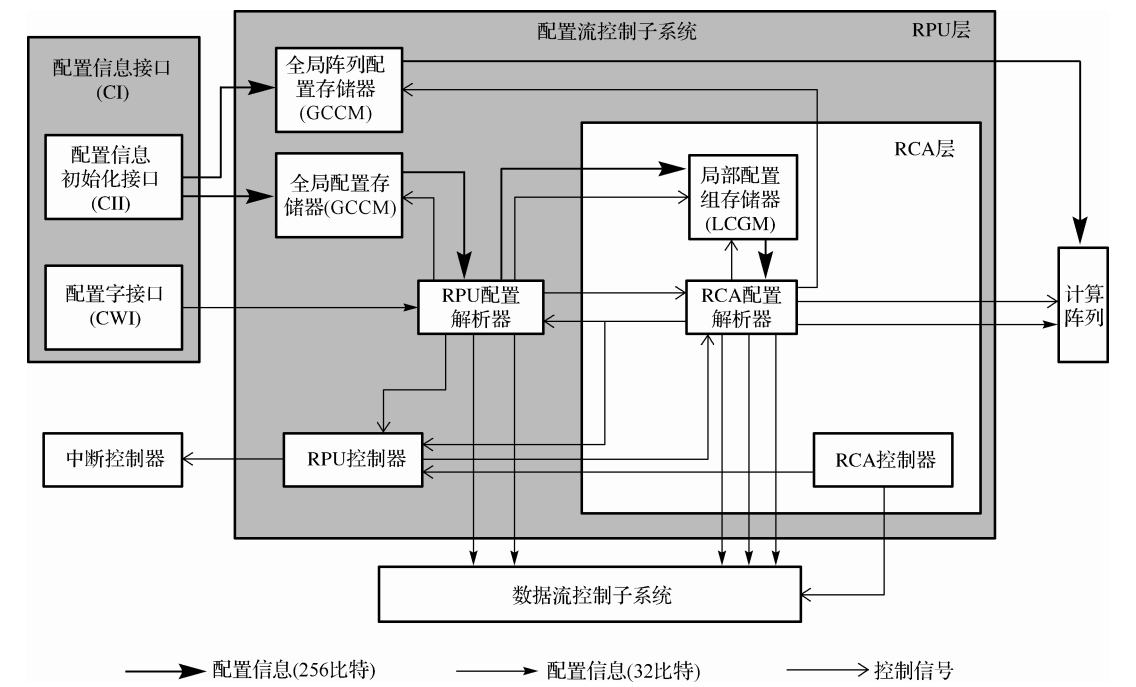 配置流控制子系统
RPU层
配置信息接口
(CI)
全局阵列配
置存储器
(GCCM)
配置信息
初始化接口
(CII)
全局配置存
储器(GCCM)
RCA层
局部配置
组存储器
(LCGM)
配置字接口
(CWI)
RPU配置
解析器
RCA配置
解析器
计算
阵列
中断控制器
RPU控制器
RCA控制器
数据流控制子系统
配置信息(256比特)
配置信息(32比特)
控制信号